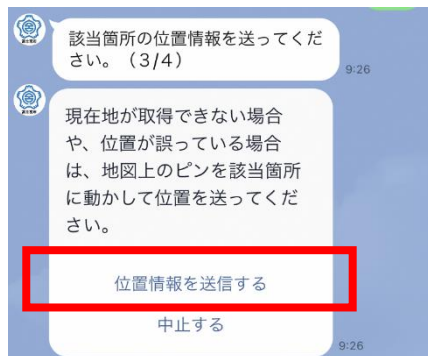 該当箇所の位置情報を送ってくだ
さい。（3/4）
9:26
現在地が取得できない場合
や、位置が誤っている場合
は、地図上のピンを該当箇所
に動かして位置を送ってくだ
さい。
位置情報を送信する
中止する
9:26